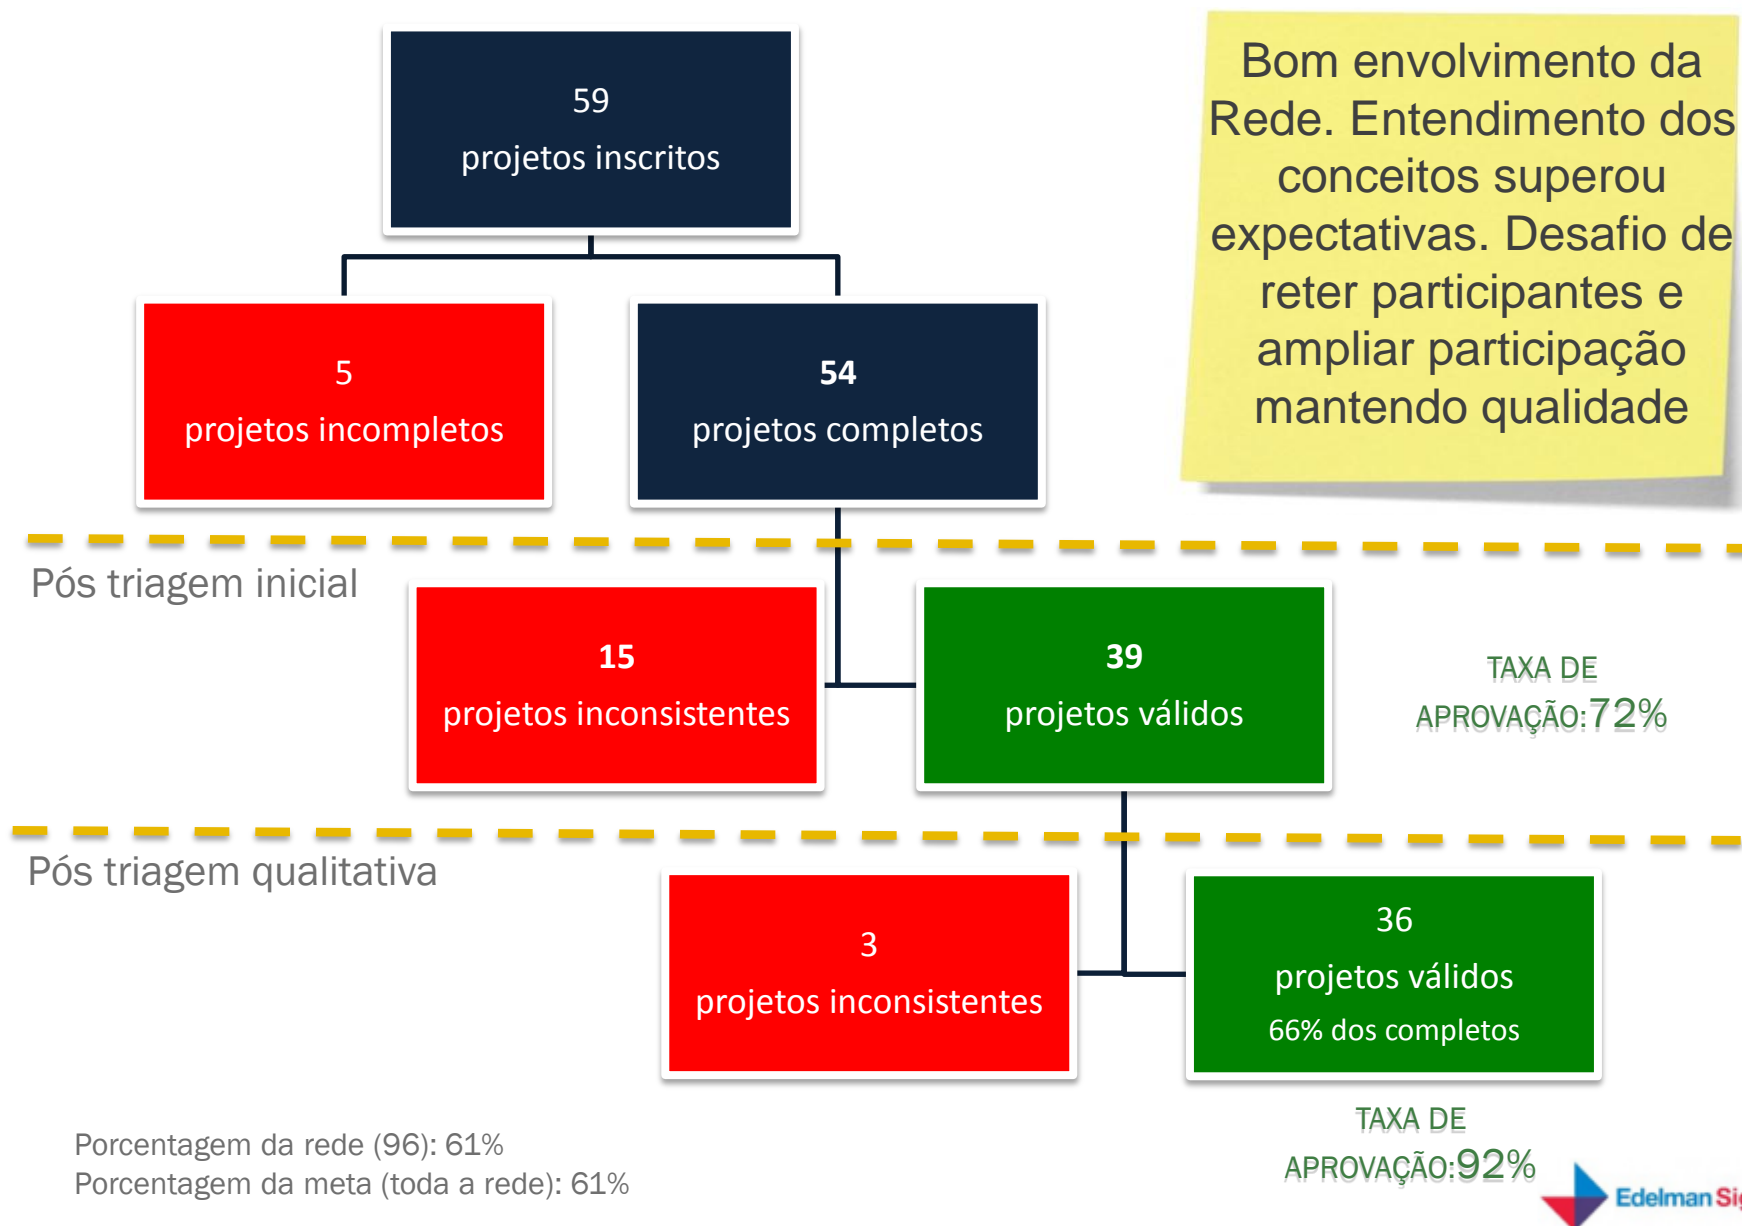 59
projetos inscritos
Bom envolvimento da
Rede. Entendimento dos
conceitos superou
expectativas. Desafio de
reter participantes e
ampliar participação
mantendo qualidade
5
projetos incompletos
54
projetos completos
Pós triagem inicial
15
projetos inconsistentes
39
projetos válidos
TAXA DE
APROVAÇÃO:72%
Pós triagem qualitativa
3
projetos inconsistentes
36
projetos válidos
66% dos completos
TAXA DE
APROVAÇÃO:92%
Porcentagem da rede (96): 61%
Porcentagem da meta (toda a rede): 61%
Edelman